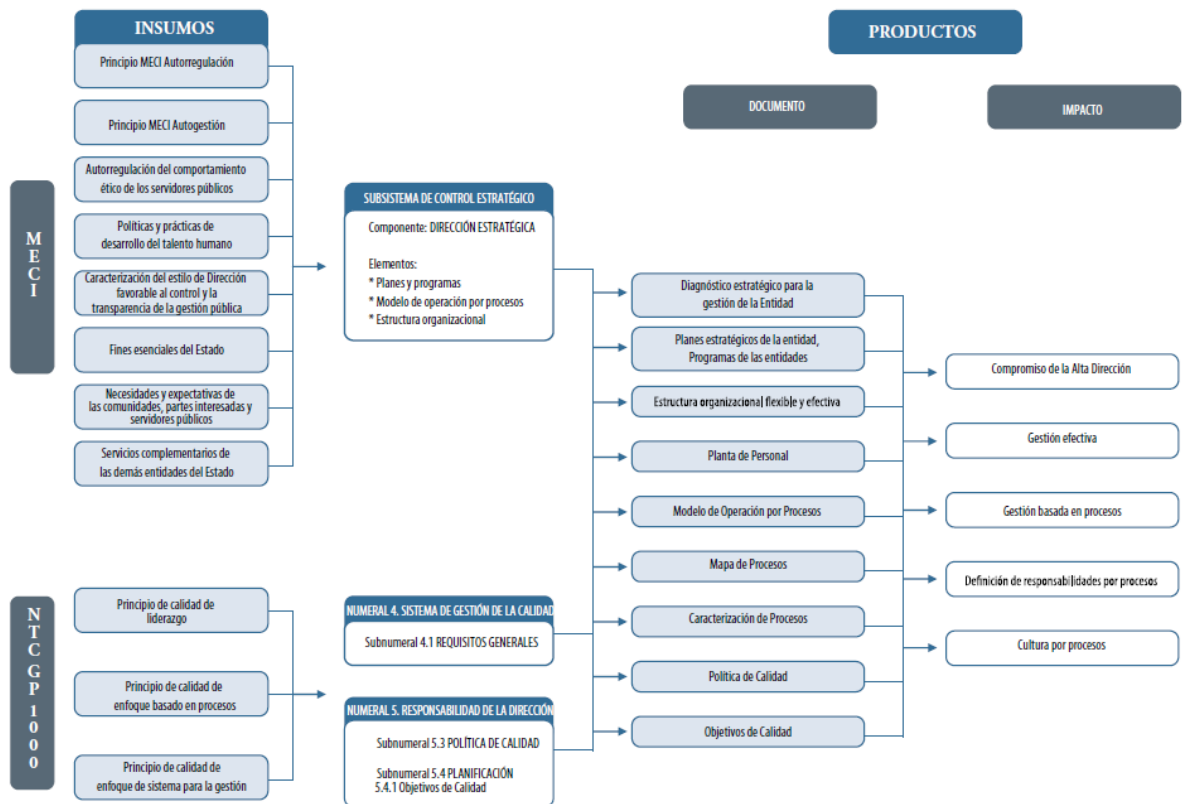 INSUMOS
Principio MECI Autorregulación
Principio MECI Autogestión
Autorregulación del comportamiento
ético de los servidores públicos
Políticas y prácticas de
desarrollo del talento humano
Caracterización del estilo de Dirección
favorable al control y la
transparencia de la gestión pública
Fines esenciales del Estado
Necesidades y expectativas de
las comunidades, partes interesadas y
servidores públicos
Servicios complementarios de
las demás entidades del Estado
MECI
SUBSISTEMA DE CONTROL ESTRATÉGICO
Componente: DIRECCIÓN ESTRATÉGICA
Elementos:
* Planes y programas
* Modelo de operación por procesos
* Estructura organizacional
NTC GP 1000
Principio de calidad de
liderazgo
Principio de calidad de
enfoque basado en procesos
Principio de calidad de
enfoque de sistema para la gestión
NUMERAL 4. SISTEMA DE GESTIÓN DE LA CALIDAD
Subnumeral 4.1 REQUISITOS GENERALES
NUMERAL 5. RESPONSABILIDAD DE LA DIRECCIÓN
Subnumeral 5.3 POLÍTICA DE CALIDAD
Subnumeral 5.4 PLANIFICACIÓN
5.4.1 Objetivos de Calidad
PRODUCTOS
DOCUMENTO
Diagnóstico estratégico para la
gestión de la Entidad
Planes estratégicos de la entidad,
Programas de las entidades
Estructura organizacional flexible y efectiva
Planta de Personal
Modelo de Operación por Procesos
Mapa de Procesos
Caracterización de Procesos
Política de Calidad
Objetivos de Calidad
IMPACTO
Compromiso de la Alta Dirección
Gestión efectiva
Gestión basada en procesos
Definición de responsabilidades por procesos
Cultura por procesos